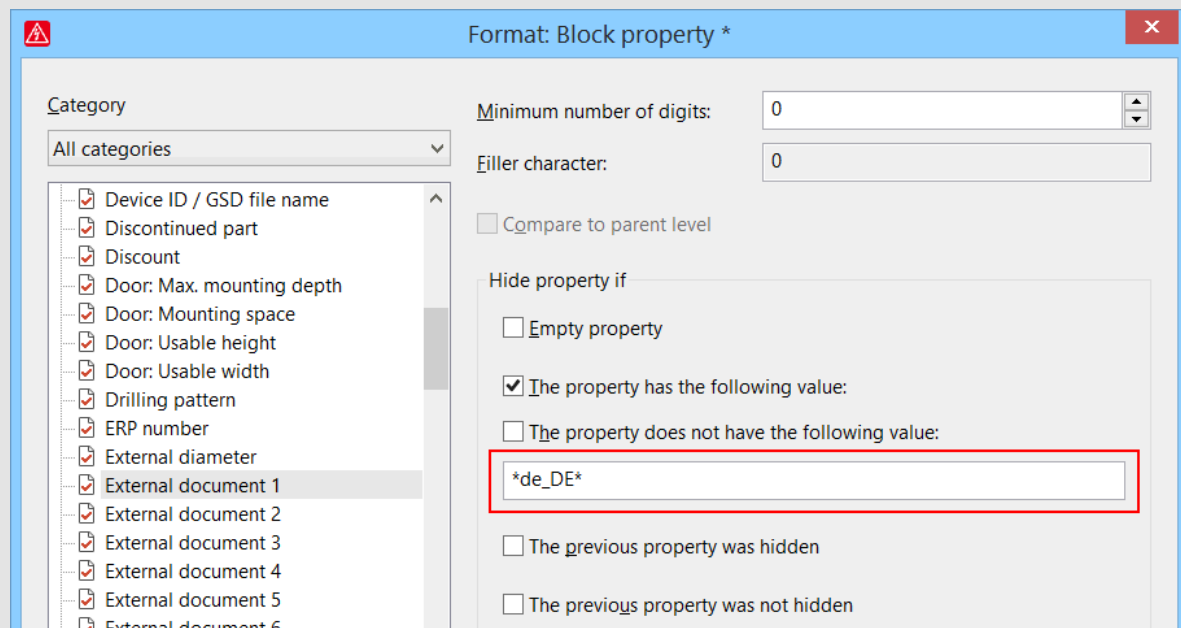 Format: Block property *
Category
All categories
Device ID / GSD file name
Discontinued part
Discount
Door: Max. mounting depth
Door: Mounting space
Door: Usable height
Door: Usable width
Drilling pattern
ERP number
External diameter
External document 1
External document 2
External document 3
External document 4
External document 5
External document 6
Minimum number of digits:
0
Filler character:
0
Compare to parent level
Hide property if
Empty property
The property has the following value:
The property does not have the following value:
*de_DE*
The previous property was hidden
The previous property was not hidden